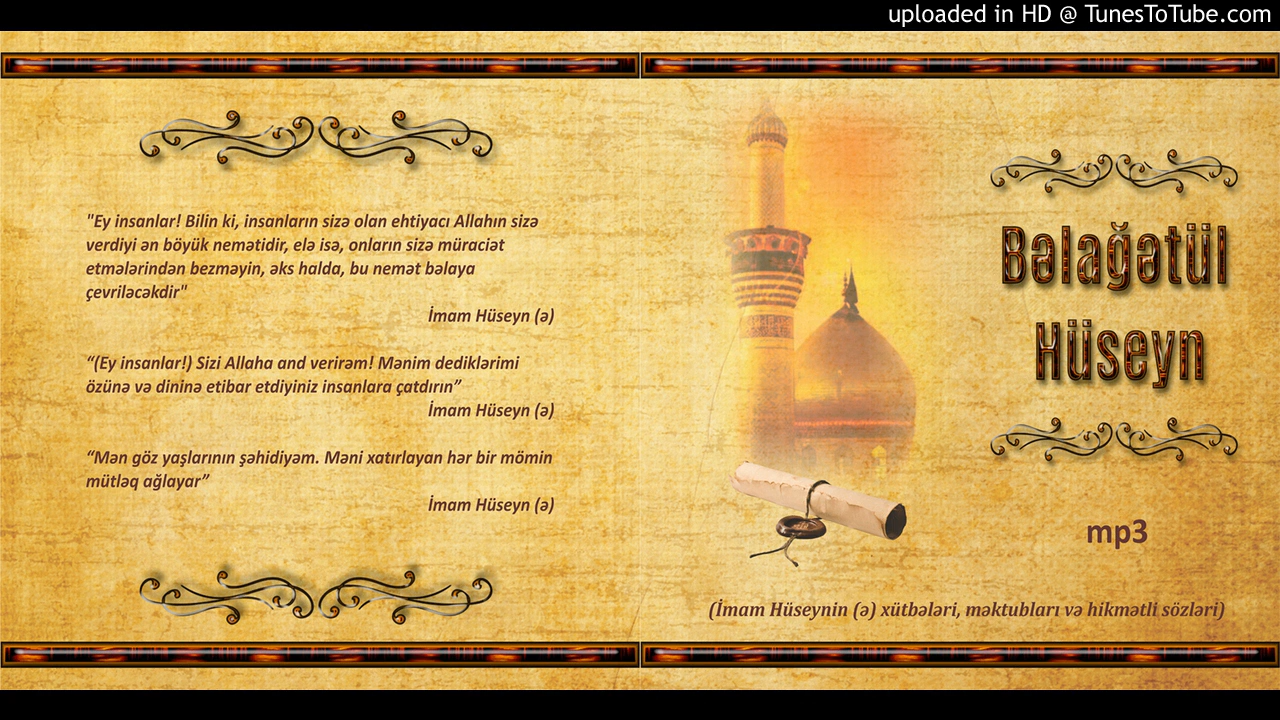 uploaded in HD @ TunesToTube.com
"Ey insanlar! Bilin ki, insanların sizə olan ehtiyacı Allahın sizə
verdiyi ən böyük nemətidir, elə isə, onların sizə müraciət
etmələrindən bezməyin, əks halda, bu nemət bəlaya
çevriləcəkdir"
İmam Hüseyn (ə)
“(Ey insanlar!) Sizi Allaha and verirəm! Mənim dediklərimi
özünə və dininə etibar etdiyiniz insanlara çatdırın”
İmam Hüseyn (ə)
“Mən göz yaşlarının şəhidiyəm. Məni xatırlayan hər bir mömin
mütləq ağlayar”
İmam Hüseyn (ə)
Bəlağətül
Hüseyn
mp3
(İmam Hüseynin (ə) xütbələri, məktubları və hikmətli sözləri)